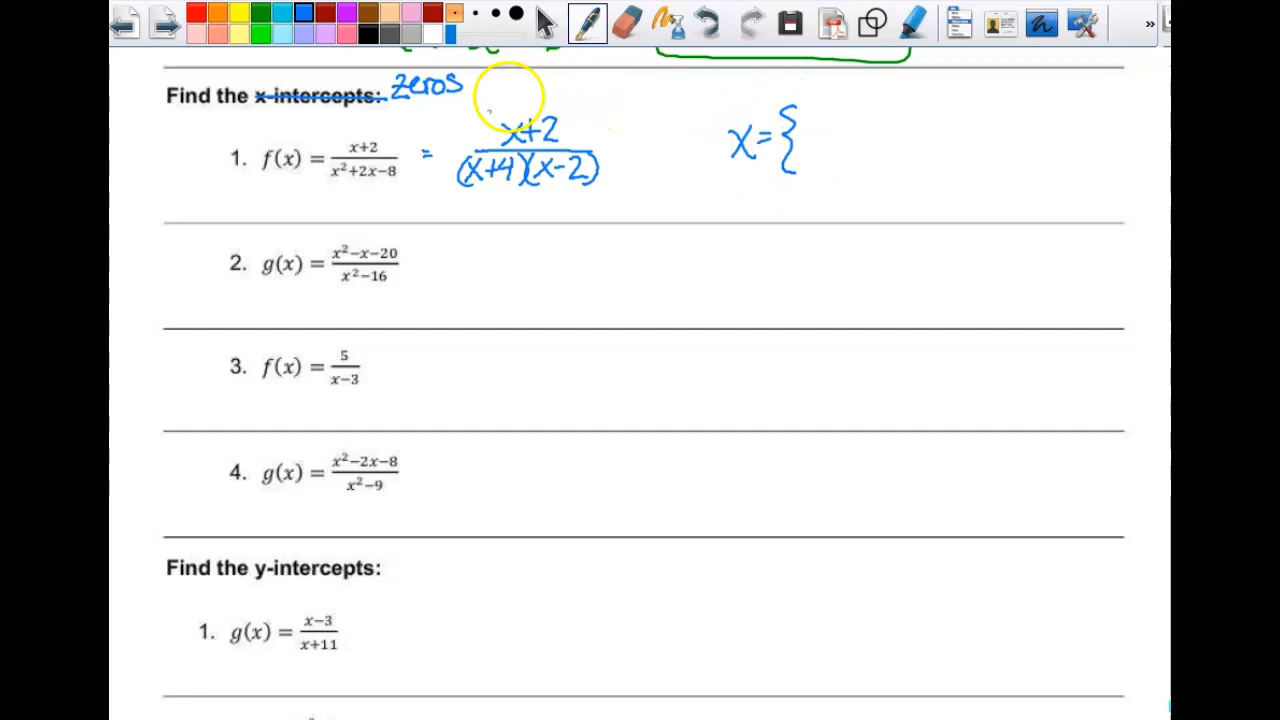 Find the x-intercepts: zeros
1. f(x) = x+2 / x²+2x−8 = x+2 / (x+4)(x-2)    x = {
2. g(x) = x²−x−20 / x²−16
3. f(x) = 5 / x−3
4. g(x) = x²−2x−8 / x²−9
Find the y-intercepts:
1. g(x) = x−3 / x+11